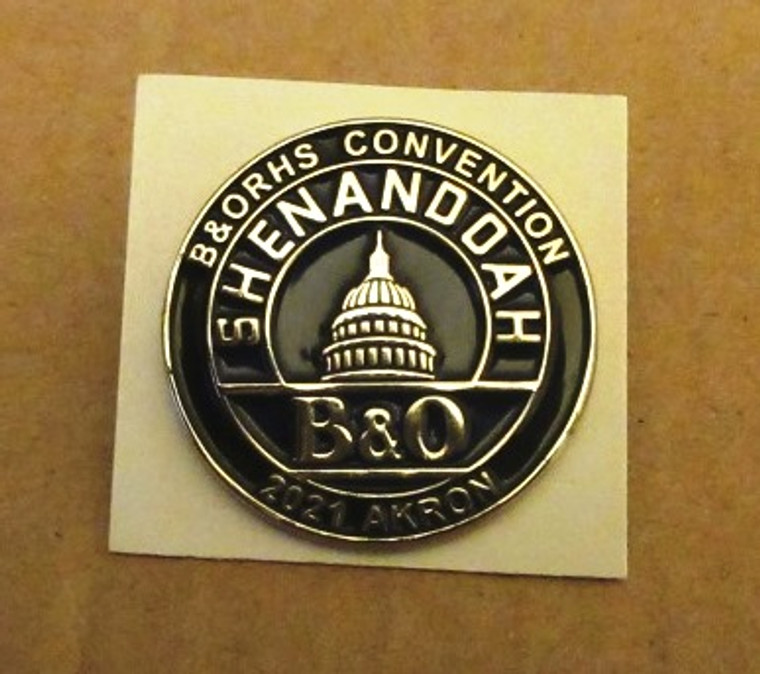 B&ORHS CONVENTION
SHENANDOAH
B&O
2021 AKRON